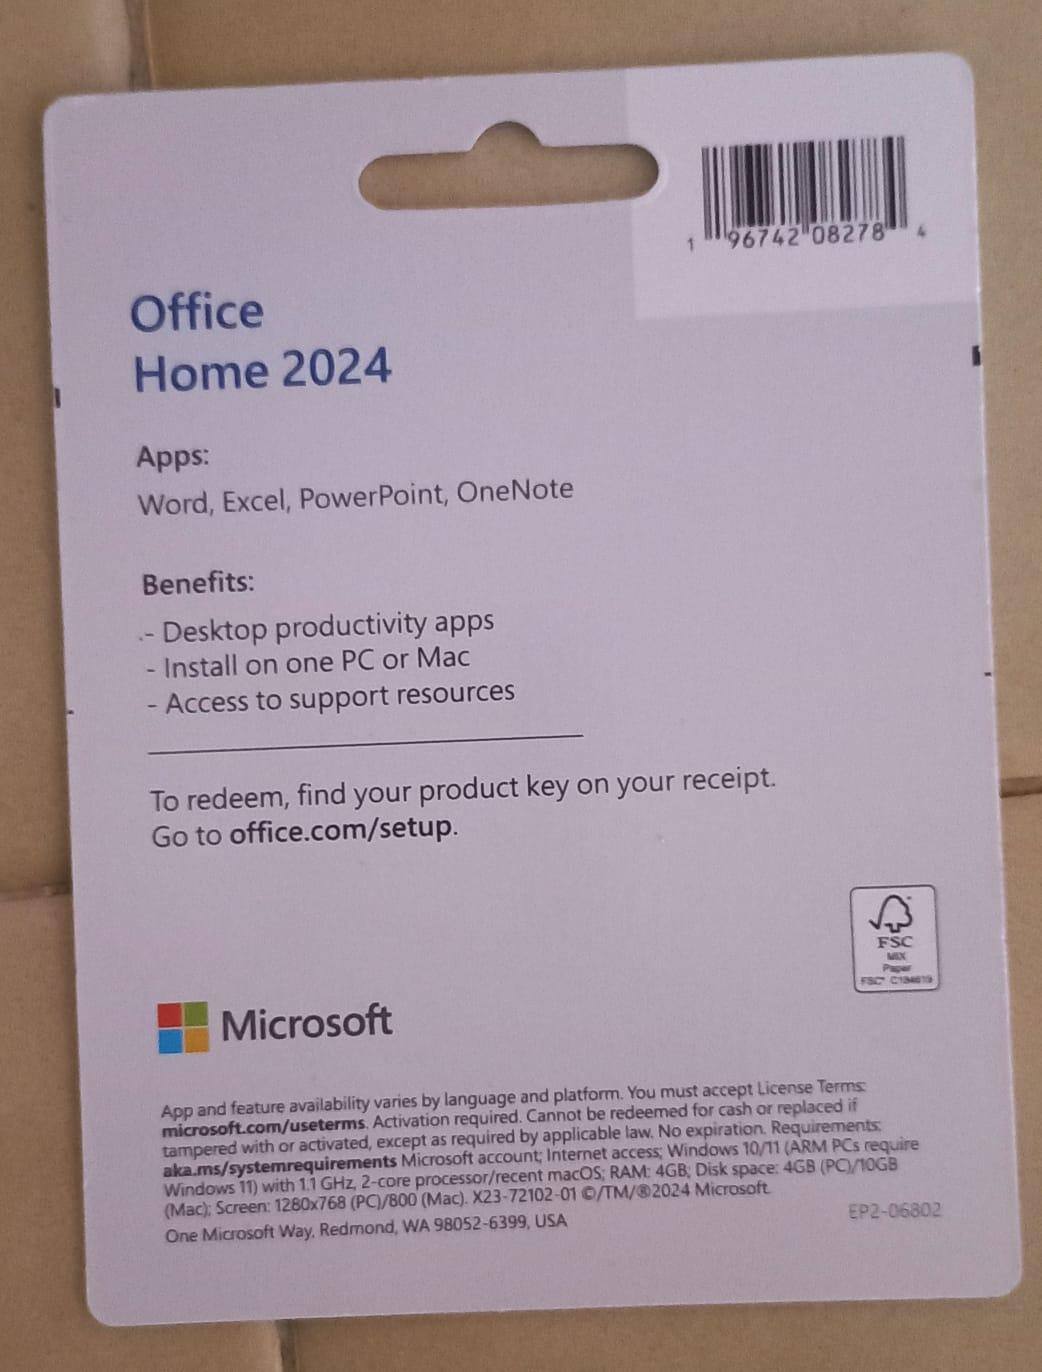 1 96742 08278 4
Office
Home 2024
Apps:
Word, Excel, PowerPoint, OneNote
Benefits:
- Desktop productivity apps
- Install on one PC or Mac
- Access to support resources
To redeem, find your product key on your receipt.
Go to office.com/setup.
FSC
MIX
Paper
FSC®
Microsoft
App and feature availability varies by language and platform. You must accept License Terms:
microsoft.com/useterms. Activation required. Cannot be redeemed for cash or replaced if
tampered with or activated, except as required by applicable law. No expiration. Requirements:
aka.ms/systemrequirements Microsoft account; Internet access; Windows 10/11 (ARM PCs require
Windows 11) with 1.1 GHz, 2-core processor/recent macOS; RAM: 4GB; Disk space: 4GB (PC)/10GB
(Mac); Screen: 1280x768 (PC)/800 (Mac). X23-72102-01 ©/TM/®2024 Microsoft.
One Microsoft Way, Redmond, WA 98052-6399, USA
EP2-06802